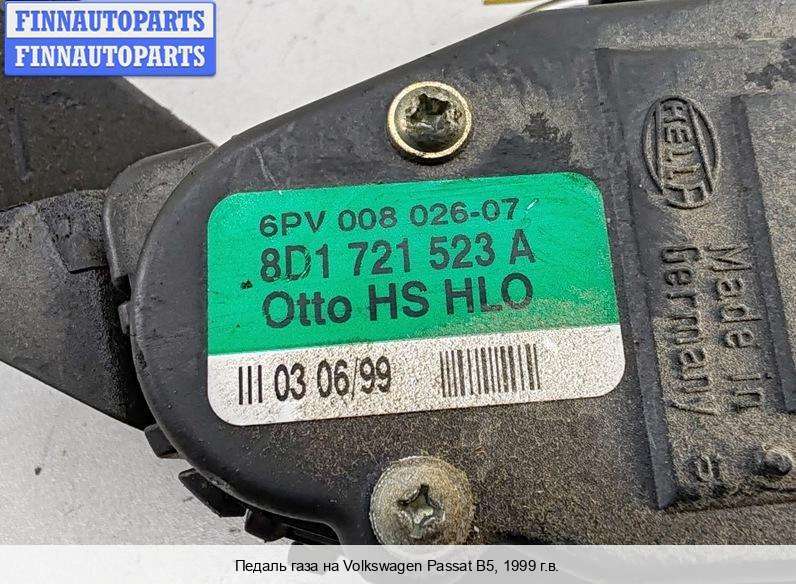 FINNAUTOPARTS
FINNAUTOPARTS
6PV 008 026-07
8D1 721 523 A
Otto HS HLO
III 03 06/99
HELLA
Made in
Germany
Педаль газа на Volkswagen Passat B5, 1999 г.в.